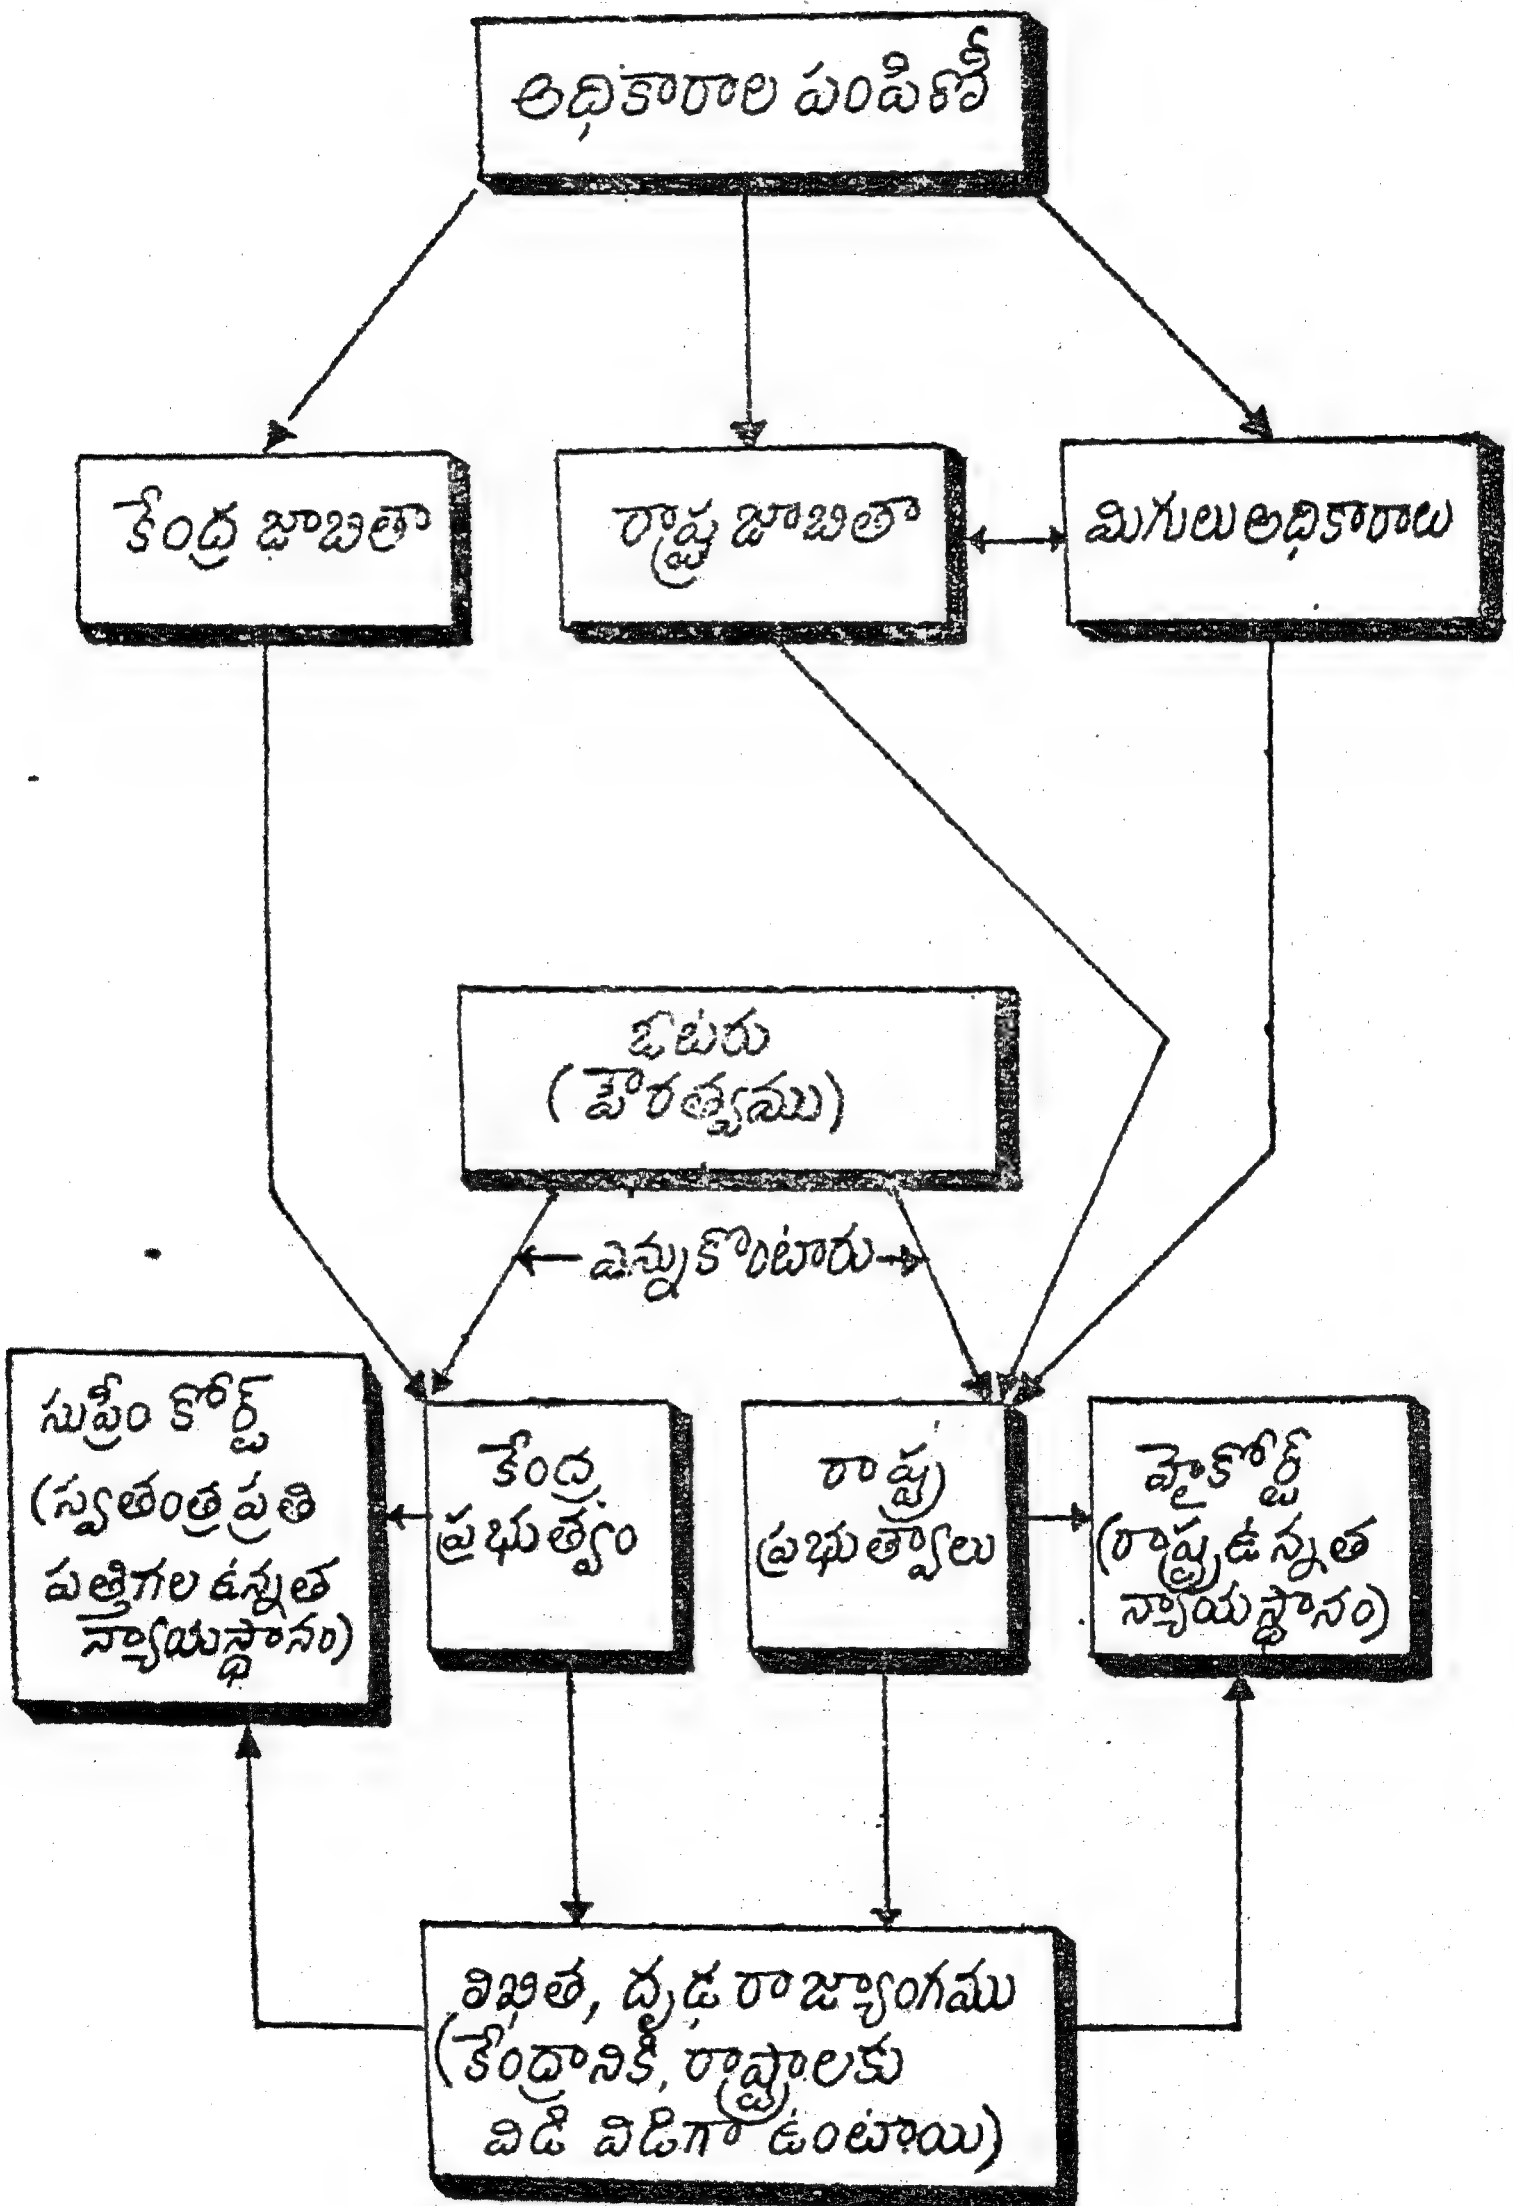 అధికారాల పంపిణీ
కేంద్ర జాబితా
రాష్ట్ర జాబితా
మిగులు అధికారాలు
ఓటరు
(పౌరత్వము)
ఎన్నుకొంటారు
సుప్రీం కోర్ట్
(స్వతంత్ర ప్రతి
పత్తిగల ఉన్నత
న్యాయస్థానం)
కేంద్ర
ప్రభుత్వం
రాష్ట్ర
ప్రభుత్వాలు
హైకోర్ట్
(రాష్ట్ర ఉన్నత
న్యాయస్థానం)
లిఖిత, దృఢ రాజ్యాంగము
(కేంద్రానికి, రాష్ట్రాలకు
విడి విడిగా ఉంటాయి)